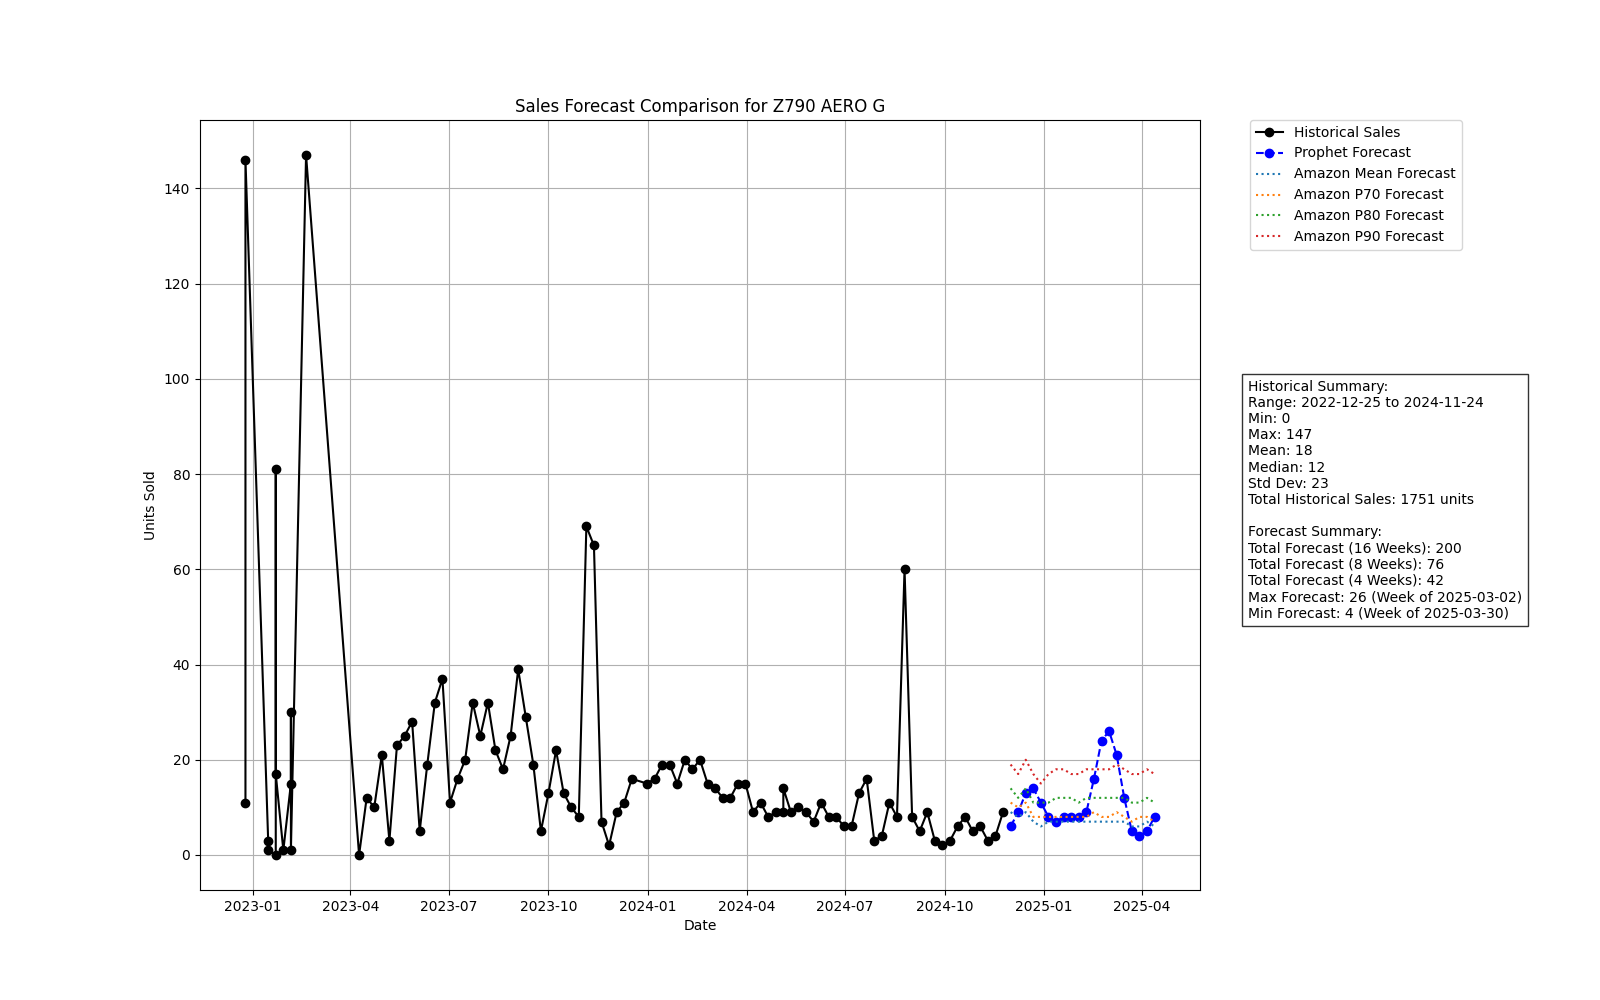 Sales Forecast Comparison for Z790 AERO G
Historical Sales
Prophet Forecast
Amazon Mean Forecast
Amazon P70 Forecast
Amazon P80 Forecast
Amazon P90 Forecast
140
120
100
80
60
40
20
0
Units Sold
Historical Summary:
Range: 2022-12-25 to 2024-11-24
Min: 0
Max: 147
Mean: 18
Median: 12
Std Dev: 23
Total Historical Sales: 1751 units
Forecast Summary:
Total Forecast (16 Weeks): 200
Total Forecast (8 Weeks): 76
Total Forecast (4 Weeks): 42
Max Forecast: 26 (Week of 2025-03-02)
Min Forecast: 4 (Week of 2025-03-30)
2023-01 2023-04 2023-07 2023-10 2024-01 2024-04 2024-07 2024-10 2025-01 2025-04
Date